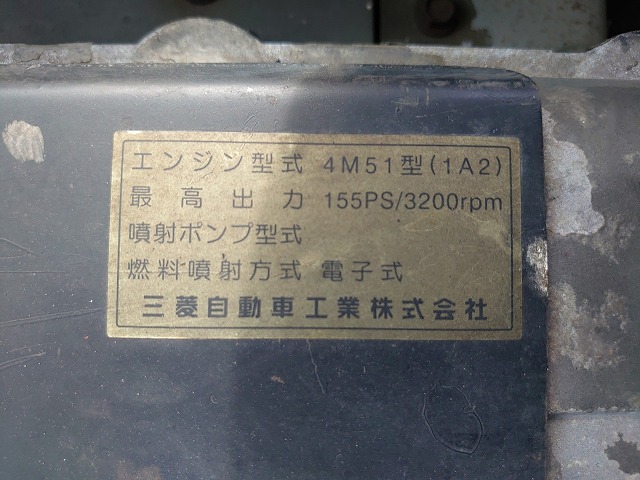 エンジン型式 4M51型(1A2)
最高出力 155PS/3200rpm
噴射ポンプ型式
燃料噴射方式 電子式
三菱自動車工業株式会社